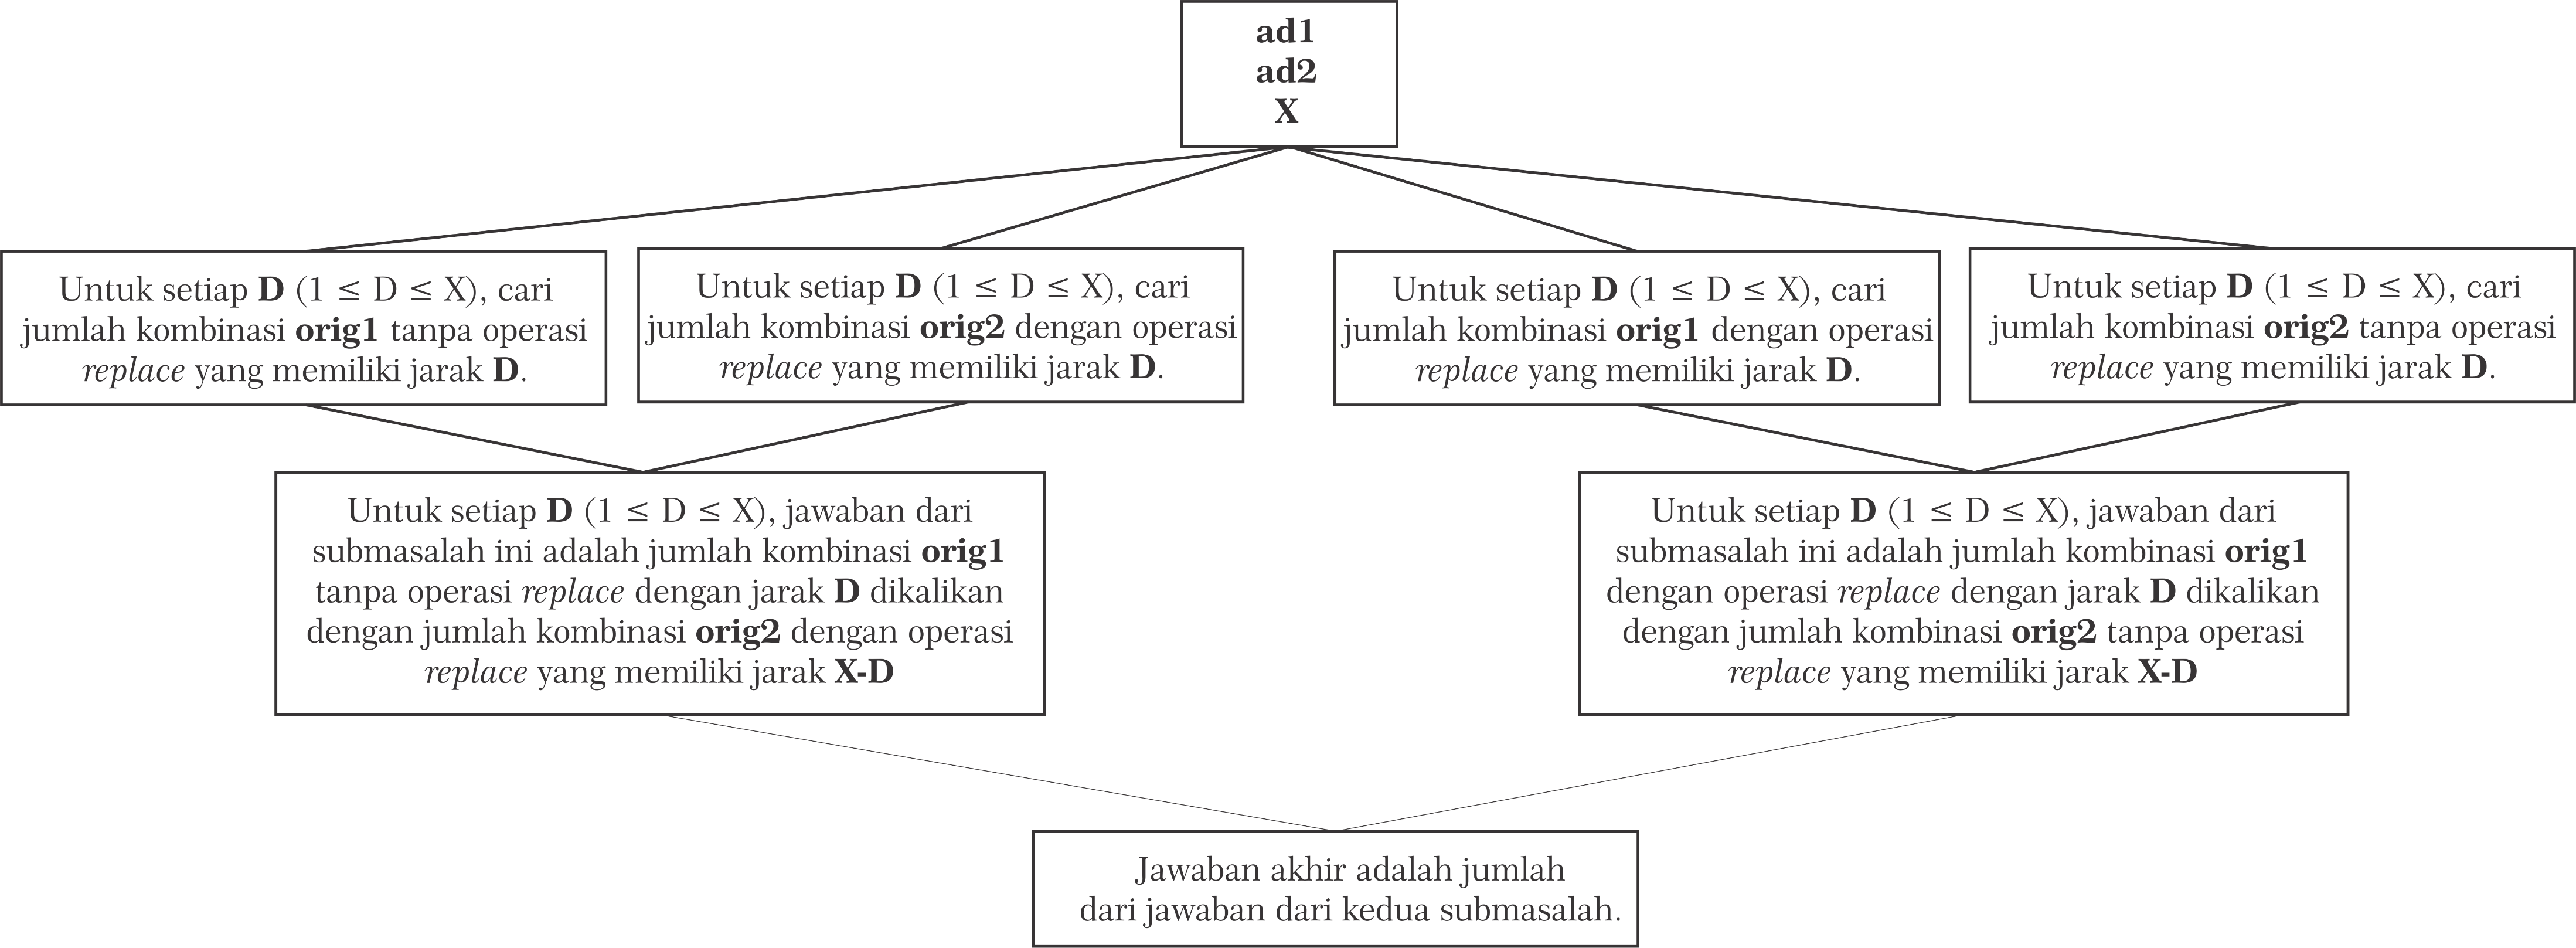 ad1
ad2
X
Untuk setiap D (1 ≤ D ≤ X), cari
jumlah kombinasi orig1 tanpa operasi
replace yang memiliki jarak D.
Untuk setiap D (1 ≤ D ≤ X), cari
jumlah kombinasi orig2 dengan operasi
replace yang memiliki jarak D.
Untuk setiap D (1 ≤ D ≤ X), cari
jumlah kombinasi orig1 dengan operasi
replace yang memiliki jarak D.
Untuk setiap D (1 ≤ D ≤ X), cari
jumlah kombinasi orig2 tanpa operasi
replace yang memiliki jarak D.
Untuk setiap D (1 ≤ D ≤ X), jawaban dari
submasalah ini adalah jumlah kombinasi orig1
tanpa operasi replace dengan jarak D dikalikan
dengan jumlah kombinasi orig2 dengan operasi
replace yang memiliki jarak X-D
Untuk setiap D (1 ≤ D ≤ X), jawaban dari
submasalah ini adalah jumlah kombinasi orig1
dengan operasi replace dengan jarak D dikalikan
dengan jumlah kombinasi orig2 tanpa operasi
replace yang memiliki jarak X-D
Jawaban akhir adalah jumlah
dari jawaban dari kedua submasalah.